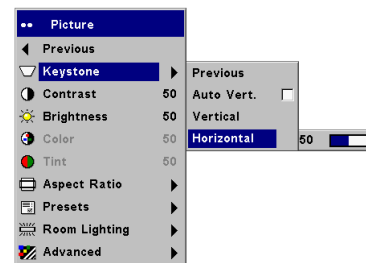 Picture
Previous
Keystone
Contrast 50
Brightness 50
Color 50
Tint 50
Aspect Ratio
Presets
Room Lighting
Advanced
Previous
Auto Vert.
Vertical
Horizontal 50